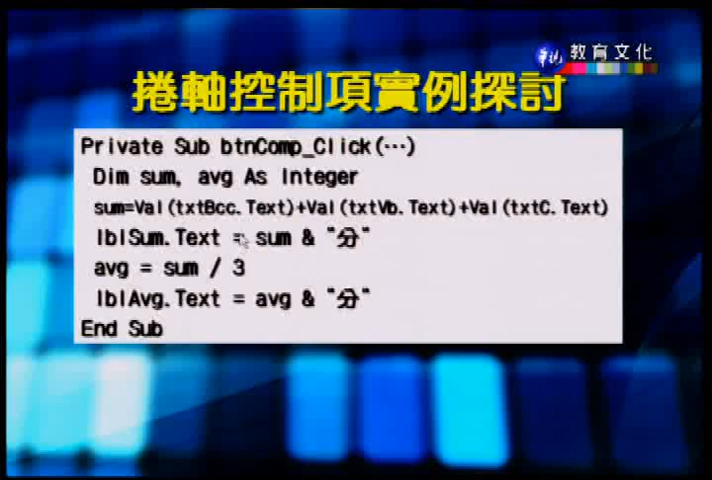 華視 教育文化
捲軸控制項實例探討
Private Sub btnComp_Click(…)
Dim sum, avg As Integer
sum=Val(txtBcc.Text)+Val(txtVb.Text)+Val(txtC.Text)
lblSum.Text = sum & "分"
avg = sum / 3
lblAvg.Text = avg & "分"
End Sub